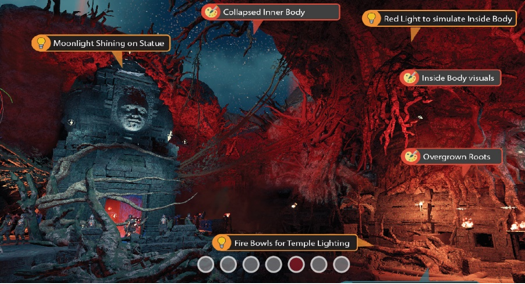 Collapsed Inner Body
Red Light to simulate Inside Body
Moonlight Shining on Statue
Inside Body visuals
Overgrown Roots
Fire Bowls for Temple Lighting